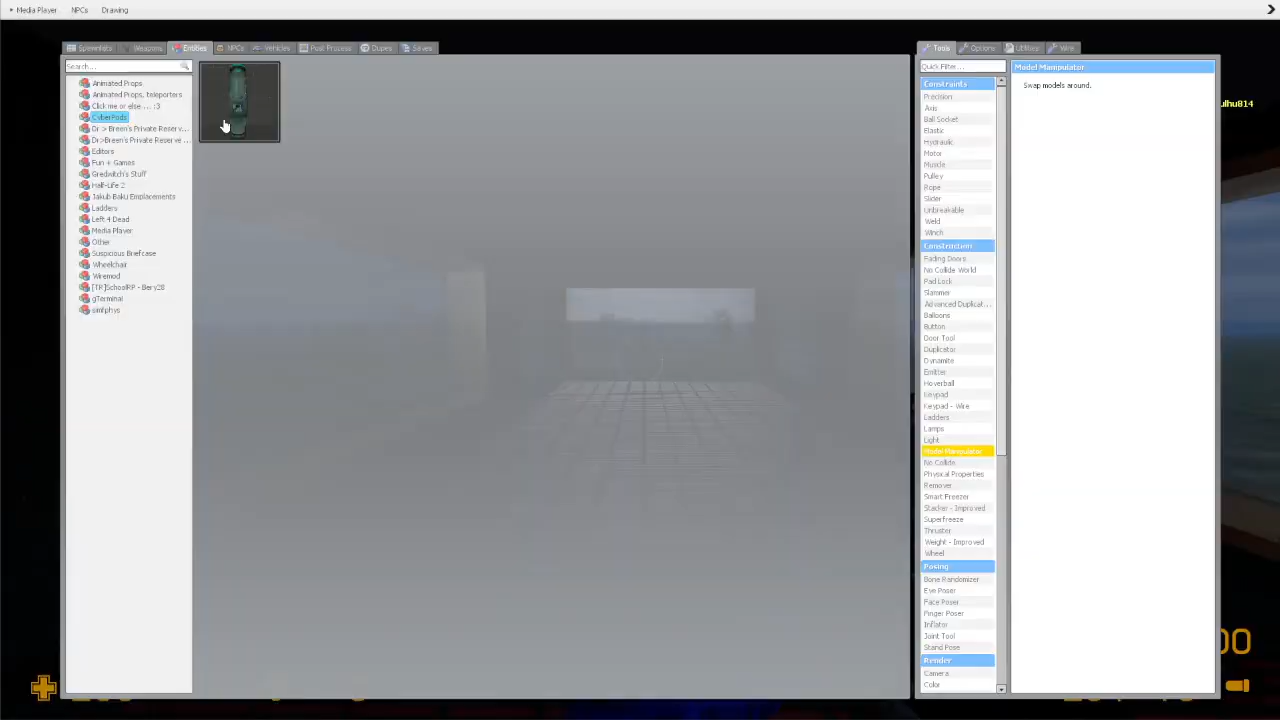 Media Player NPCs Drawing
Spawnlists Weapons Entities NPCs Vehicles Post Process Dupes Saves
Search...
Animated Props
Animated Props, teleporters
Click me or else.... :3
CyberPods
Dr > Breen's Private Reserv...
Dr>Breen's Private Reserve ...
Editors
Fun + Games
Gredwitch's Stuff
Half-Life 2
Jakub Baku Emplacements
Ladders
Left 4 Dead
Media Player
Other
Suspicious Briefcase
Wheelchair
Wiremod
[TR]SchoolRP - Bery28
gTerminal
simfphys
Tools Options Utilities Wire
Quick Filter...
Constraints
Precision
Axis
Ball Socket
Elastic
Hydraulic
Motor
Muscle
Pulley
Rope
Slider
Unbreakable
Weld
Winch
Construction
Fading Doors
No Collide World
Pad Lock
Slammer
Advanced Duplicat...
Balloons
Button
Door Tool
Duplicator
Dynamite
Emitter
Hoverball
Keypad
Keypad - Wire
Ladders
Lamps
Light
Model Manipulator
No Collide
Physical Properties
Remover
Smart Freezer
Stacker - Improved
Superfreeze
Thruster
Weight - Improved
Wheel
Posing
Bone Randomizer
Eye Poser
Face Poser
Finger Poser
Inflator
Joint Tool
Stand Pose
Render
Camera
Color
Model Manipulator
Swap models around.
ulhu814
00